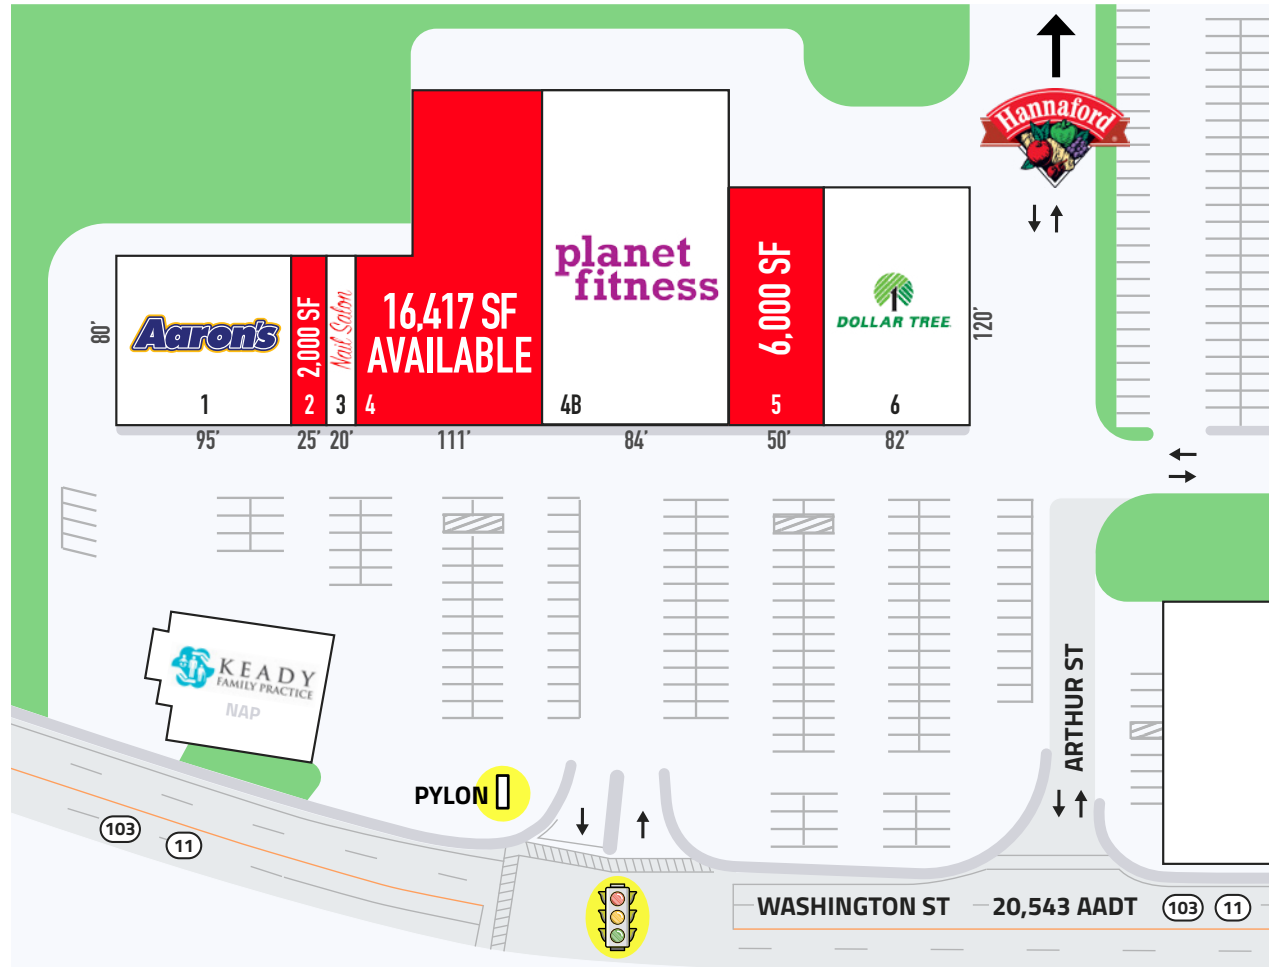 Hannaford
planet
fitness
6,000 SF
DOLLAR TREE
120'
80'
Aaron's
2,000 SF
Nail Salon
16,417 SF
AVAILABLE
1
2
3
4
4B
5
6
95'
25'
20'
111'
84'
50'
82'
KEADY
FAMILY PRACTICE
NAP
ARTHUR ST
PYLON
103
11
WASHINGTON ST
20,543 AADT
103
11